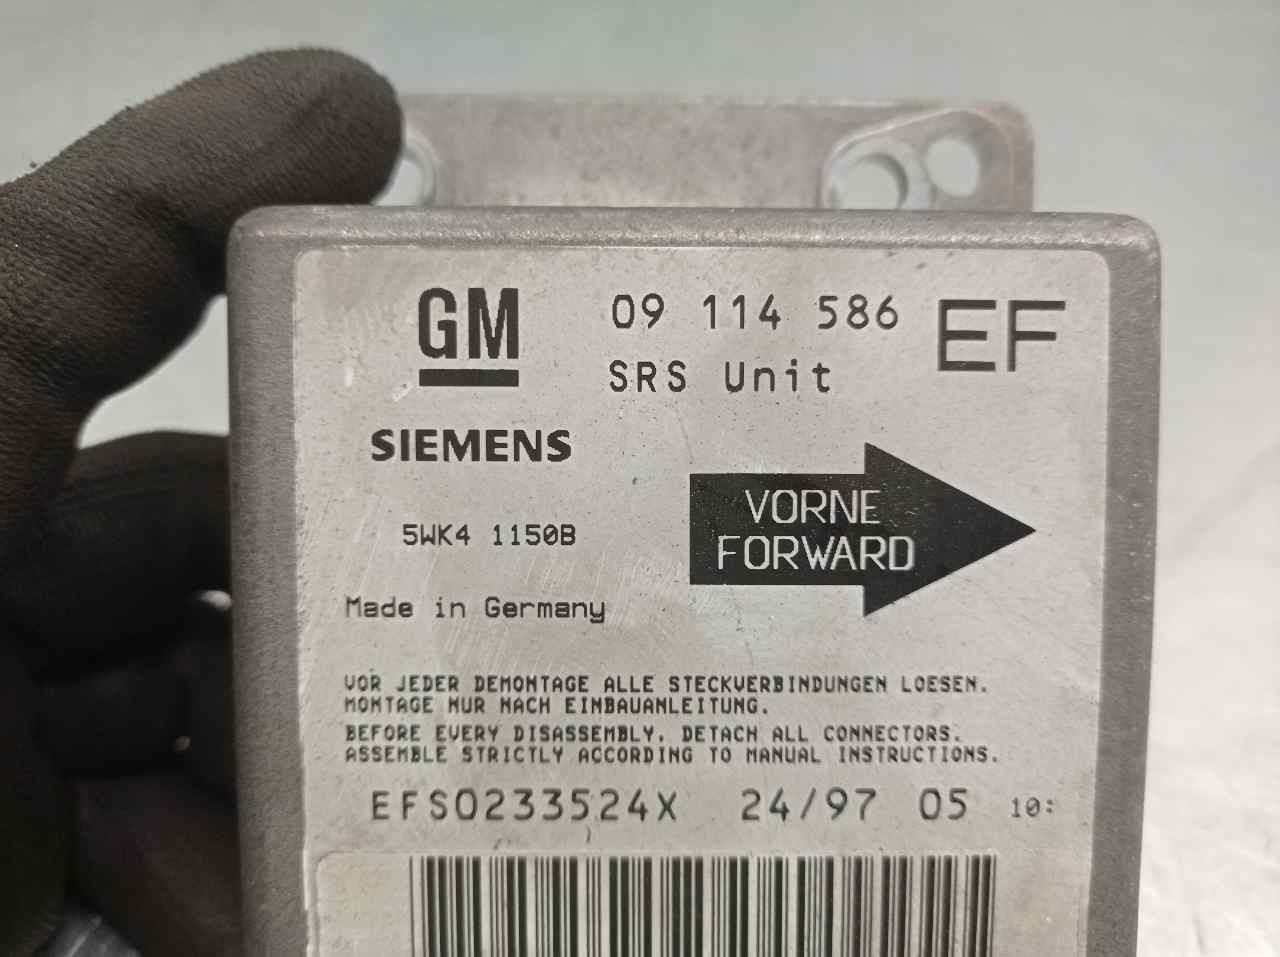 GM 09 114 586 EF
SRS Unit
SIEMENS
VORNE
FORWARD
5WK4 1150B
Made in Germany
VOR JEDER DEMONTAGE ALLE STECKVERBINDUNGEN LOESEN.
MONTAGE NUR NACH EINBAUANLEITUNG.
BEFORE EVERY DISASSEMBLY, DETACH ALL CONNECTORS.
ASSEMBLE STRICTLY ACCORDING TO MANUAL INSTRUCTIONS.
EFS0233524X 24/97 05 10: